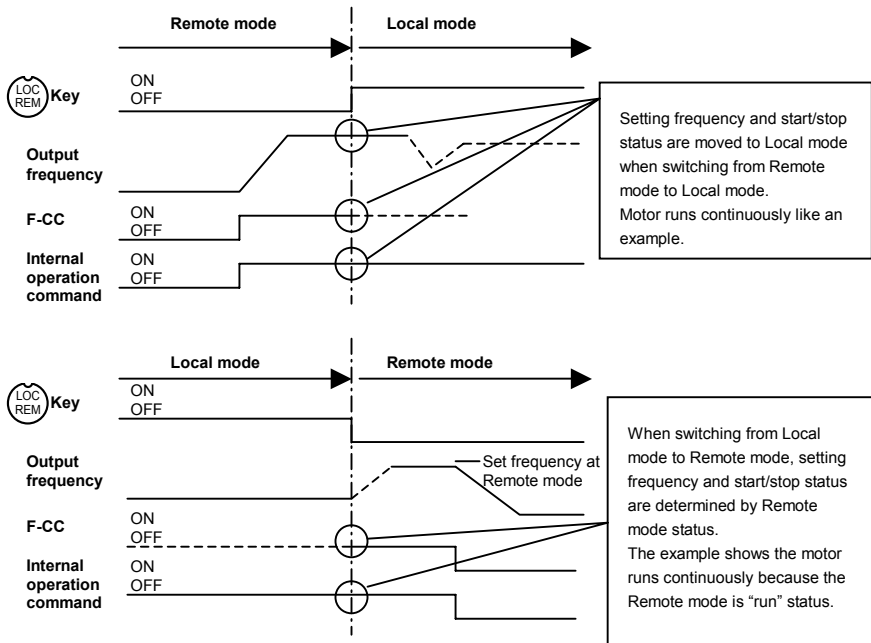 Remote mode
Local mode
LOC
REM
Key
ON
OFF
Output
frequency
F-CC
ON
OFF
Internal
operation
command
ON
OFF
Setting frequency and start/stop
status are moved to Local mode
when switching from Remote
mode to Local mode.
Motor runs continuously like an
example.
Local mode
Remote mode
LOC
REM
Key
ON
OFF
Output
frequency
Set frequency at
Remote mode
F-CC
ON
OFF
Internal
operation
command
ON
OFF
When switching from Local
mode to Remote mode, setting
frequency and start/stop status
are determined by Remote
mode status.
The example shows the motor
runs continuously because the
Remote mode is “run” status.